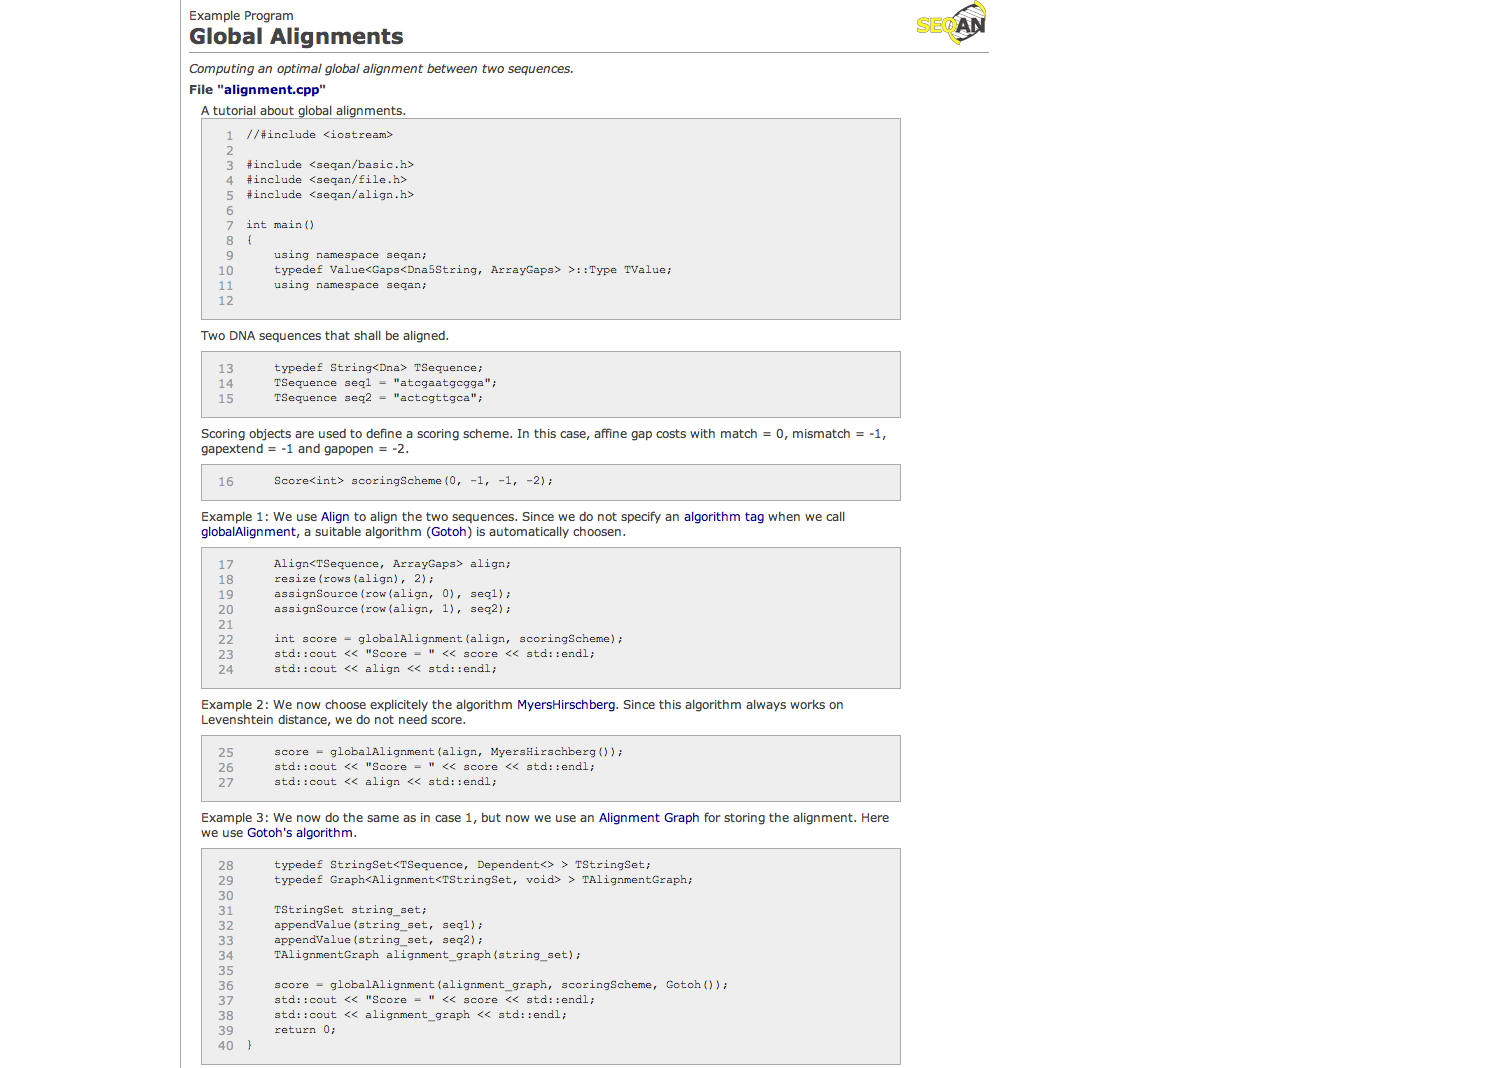 Example Program
Global Alignments
SEQAN
Computing an optimal global alignment between two sequences.
File "alignment.cpp"
A tutorial about global alignments.
1 //#include <iostream>
2
3 #include <seqan/basic.h>
4 #include <seqan/file.h>
5 #include <seqan/align.h>
6
7 int main()
8 {
9     using namespace seqan;
10     typedef Value<Gaps<Dna5String, ArrayGaps> >::Type TValue;
11     using namespace seqan;
12
Two DNA sequences that shall be aligned.
13     typedef String<Dna> TSequence;
14     TSequence seq1 = "atcgaatgcgga";
15     TSequence seq2 = "actcgttgca";
Scoring objects are used to define a scoring scheme. In this case, affine gap costs with match = 0, mismatch = -1,
gapextend = -1 and gapopen = -2.
16     Score<int> scoringScheme(0, -1, -1, -2);
Example 1: We use Align to align the two sequences. Since we do not specify an algorithm tag when we call
globalAlignment, a suitable algorithm (Gotoh) is automatically choosen.
17     Align<TSequence, ArrayGaps> align;
18     resize(rows(align), 2);
19     assignSource(row(align, 0), seq1);
20     assignSource(row(align, 1), seq2);
21
22     int score = globalAlignment(align, scoringScheme);
23     std::cout << "Score = " << score << std::endl;
24     std::cout << align << std::endl;
Example 2: We now choose explicitely the algorithm MyersHirschberg. Since this algorithm always works on
Levenshtein distance, we do not need score.
25     score = globalAlignment(align, MyersHirschberg());
26     std::cout << "Score = " << score << std::endl;
27     std::cout << align << std::endl;
Example 3: We now do the same as in case 1, but now we use an Alignment Graph for storing the alignment. Here
we use Gotoh's algorithm.
28     typedef StringSet<TSequence, Dependent<> > TStringSet;
29     typedef Graph<Alignment<TStringSet, void> > TAlignmentGraph;
30
31     TStringSet string_set;
32     appendValue(string_set, seq1);
33     appendValue(string_set, seq2);
34     TAlignmentGraph alignment_graph(string_set);
35
36     score = globalAlignment(alignment_graph, scoringScheme, Gotoh());
37     std::cout << "Score = " << score << std::endl;
38     std::cout << alignment_graph << std::endl;
39     return 0;
40 }